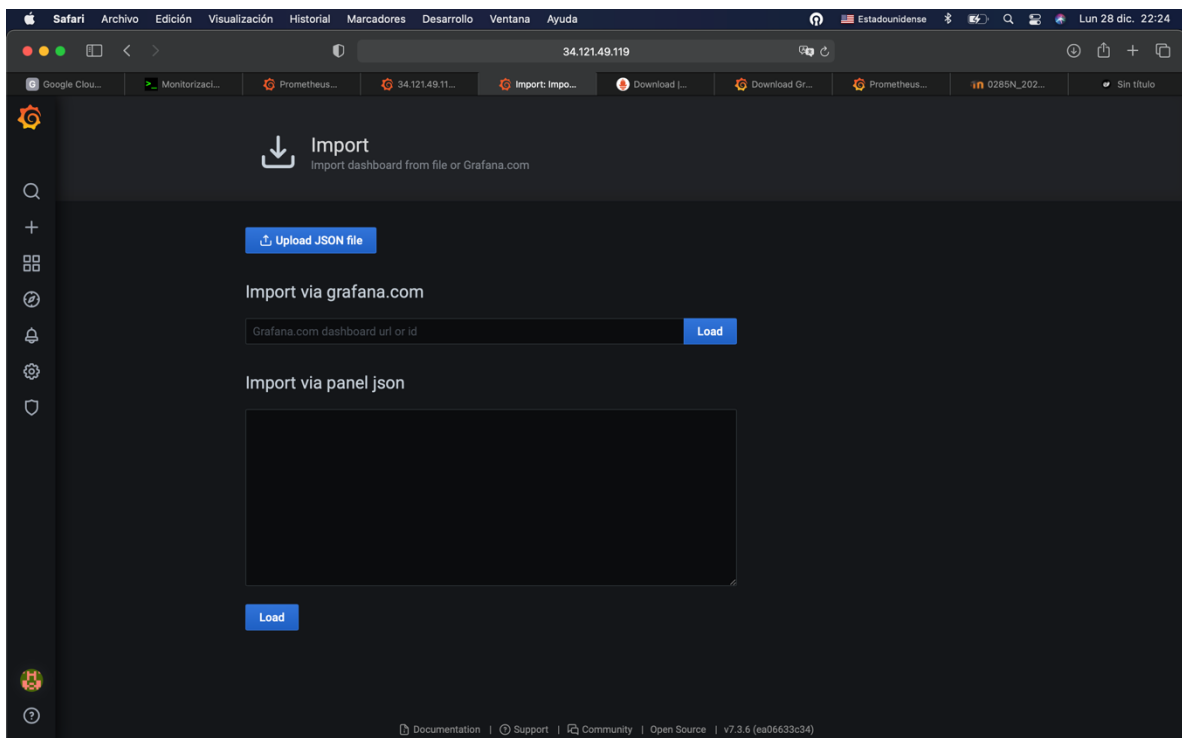 Safari Archivo Edición Visualización Historial Marcadores Desarrollo Ventana Ayuda Estadounidense Lun 28 dic. 22:24
34.121.49.119
G Google Clou... Monitorizaci... Prometheus... 34.121.49.11... Import: Impo... Download |... Download Gr... Prometheus... 0285N_202... Sin título
Import
Import dashboard from file or Grafana.com
Upload JSON file
Import via grafana.com
Grafana.com dashboard url or id Load
Import via panel json
Load
Documentation | Support | Community | Open Source | v7.3.6 (ea06633c34)